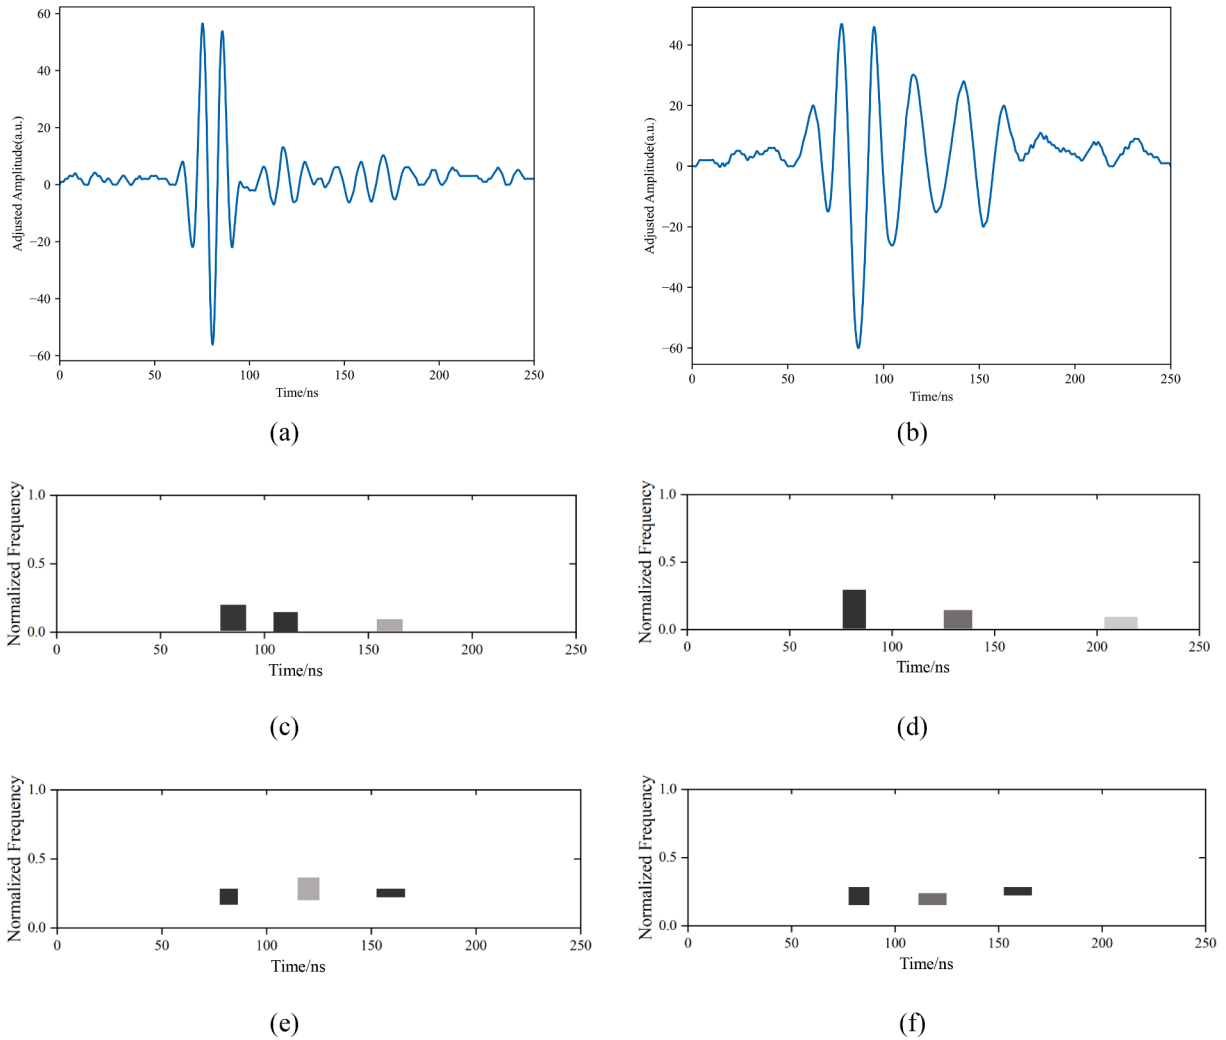 60
40
20
0
−20
−40
−60
Adjusted Amplitude(a.u.)
0 50 100 150 200 250
Time/ns
(a)
40
20
0
−20
−40
−60
Adjusted Amplitude(a.u.)
0 50 100 150 200 250
Time/ns
(b)
1.0
0.5
0.0
Normalized Frequency
0 50 100 150 200 250
Time/ns
(c)
1.0
0.5
0.0
Normalized Frequency
0 50 100 150 200 250
Time/ns
(d)
1.0
0.5
0.0
Normalized Frequency
0 50 100 150 200 250
Time/ns
(e)
1.0
0.5
0.0
Normalized Frequency
0 50 100 150 200 250
Time/ns
(f)